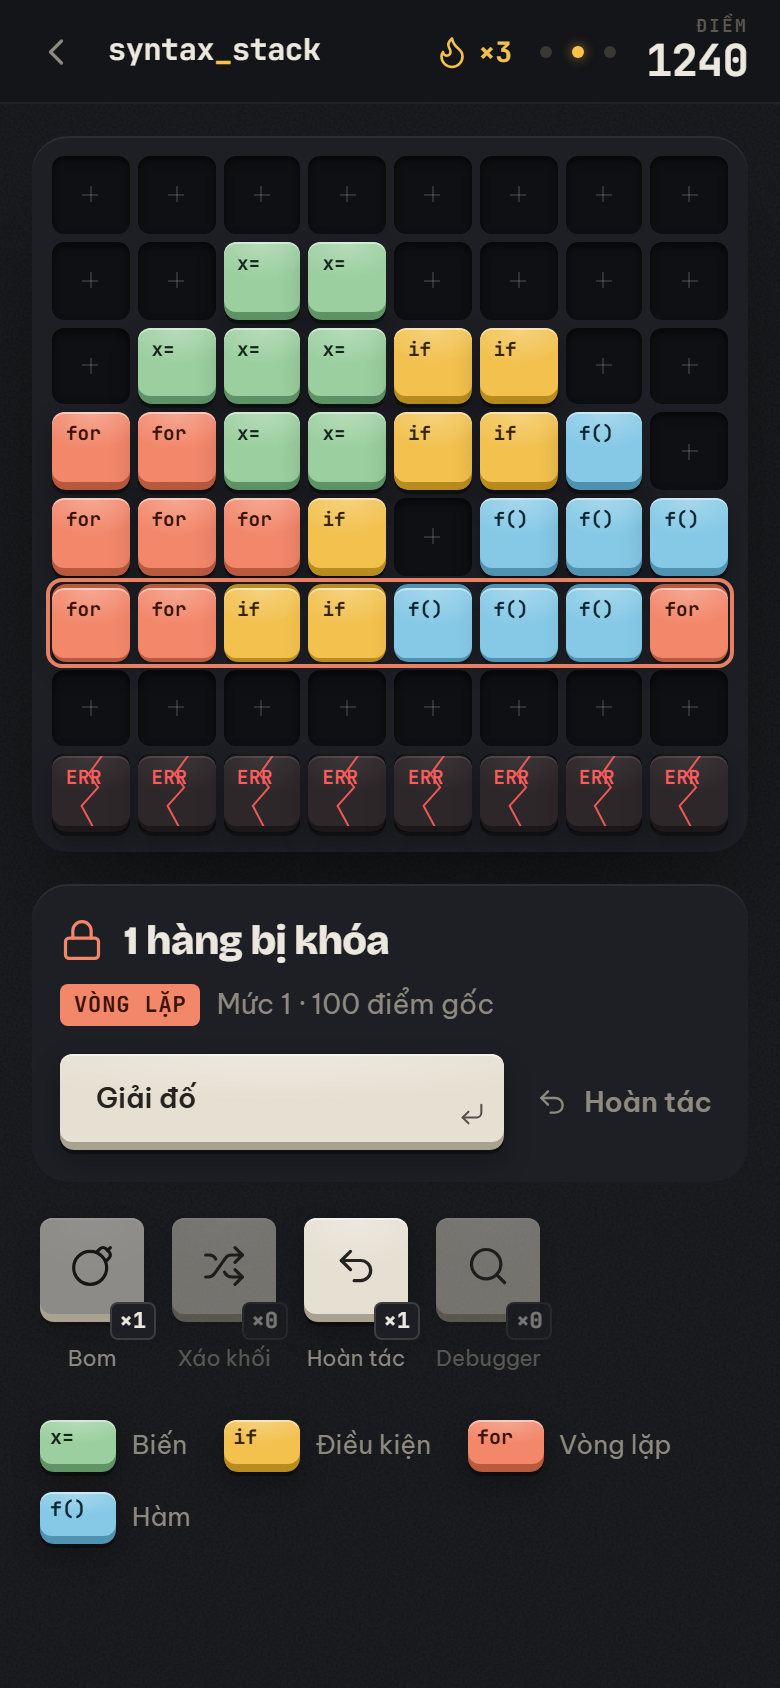 syntax_stack
×3
ĐIỂM
1240
x= x=
x= x= x= if if
for for x= x= if if f()
for for for if f() f() f()
for for if if f() f() f() for
ERR ERR ERR ERR ERR ERR ERR ERR
1 hàng bị khóa
VÒNG LẶP Mức 1 · 100 điểm gốc
Giải đố Hoàn tác
×1 ×0 ×1 ×0
Bom Xáo khối Hoàn tác Debugger
x= Biến if Điều kiện for Vòng lặp
f() Hàm